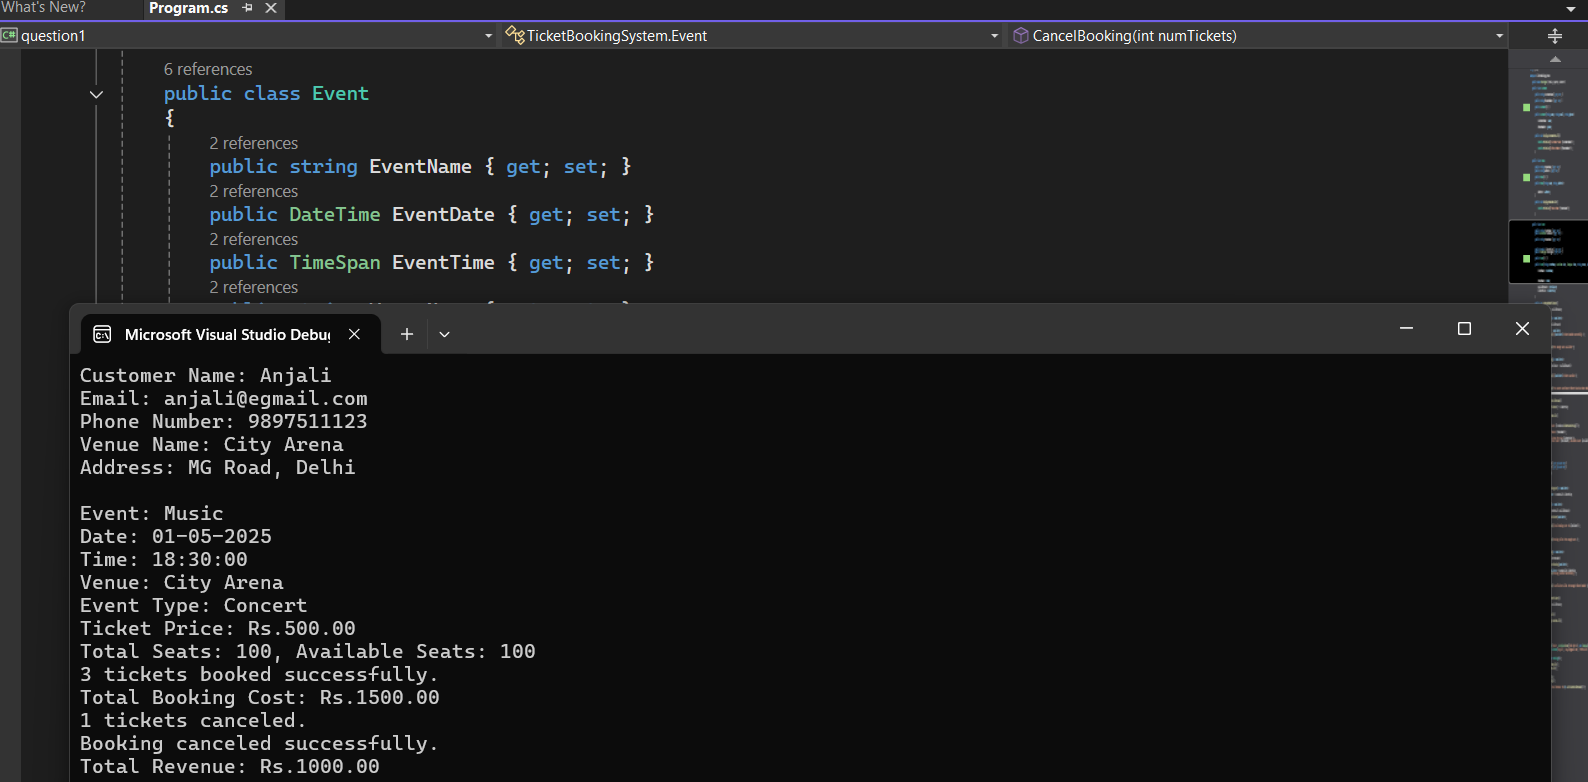 What's New?
Program.cs
question1
TicketBookingSystem.Event
CancelBooking(int numTickets)
6 references
public class Event
{
2 references
public string EventName { get; set; }
2 references
public DateTime EventDate { get; set; }
2 references
public TimeSpan EventTime { get; set; }
2 references
Microsoft Visual Studio Debug
Customer Name: Anjali
Email: anjali@egmail.com
Phone Number: 9897511123
Venue Name: City Arena
Address: MG Road, Delhi
Event: Music
Date: 01-05-2025
Time: 18:30:00
Venue: City Arena
Event Type: Concert
Ticket Price: Rs.500.00
Total Seats: 100, Available Seats: 100
3 tickets booked successfully.
Total Booking Cost: Rs.1500.00
1 tickets canceled.
Booking canceled successfully.
Total Revenue: Rs.1000.00